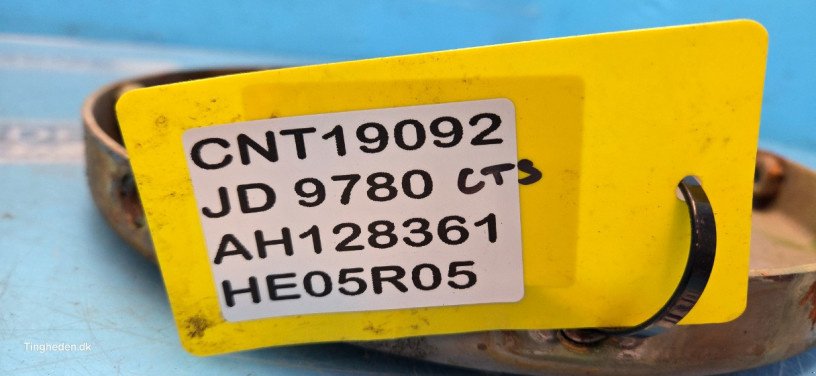 CNT19092
JD 9780 CTS
AH128361
HE05R05
Tingheden.dk